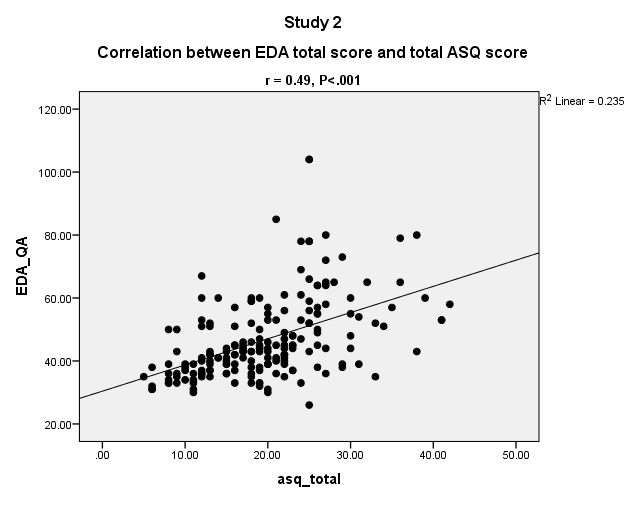 Study 2
Correlation between EDA total score and total ASQ score
r = 0.49, P<.001
R2 Linear = 0.235
120.00
100.00
80.00
60.00
40.00
20.00
EDA_QA
.00 10.00 20.00 30.00 40.00 50.00
asq_total